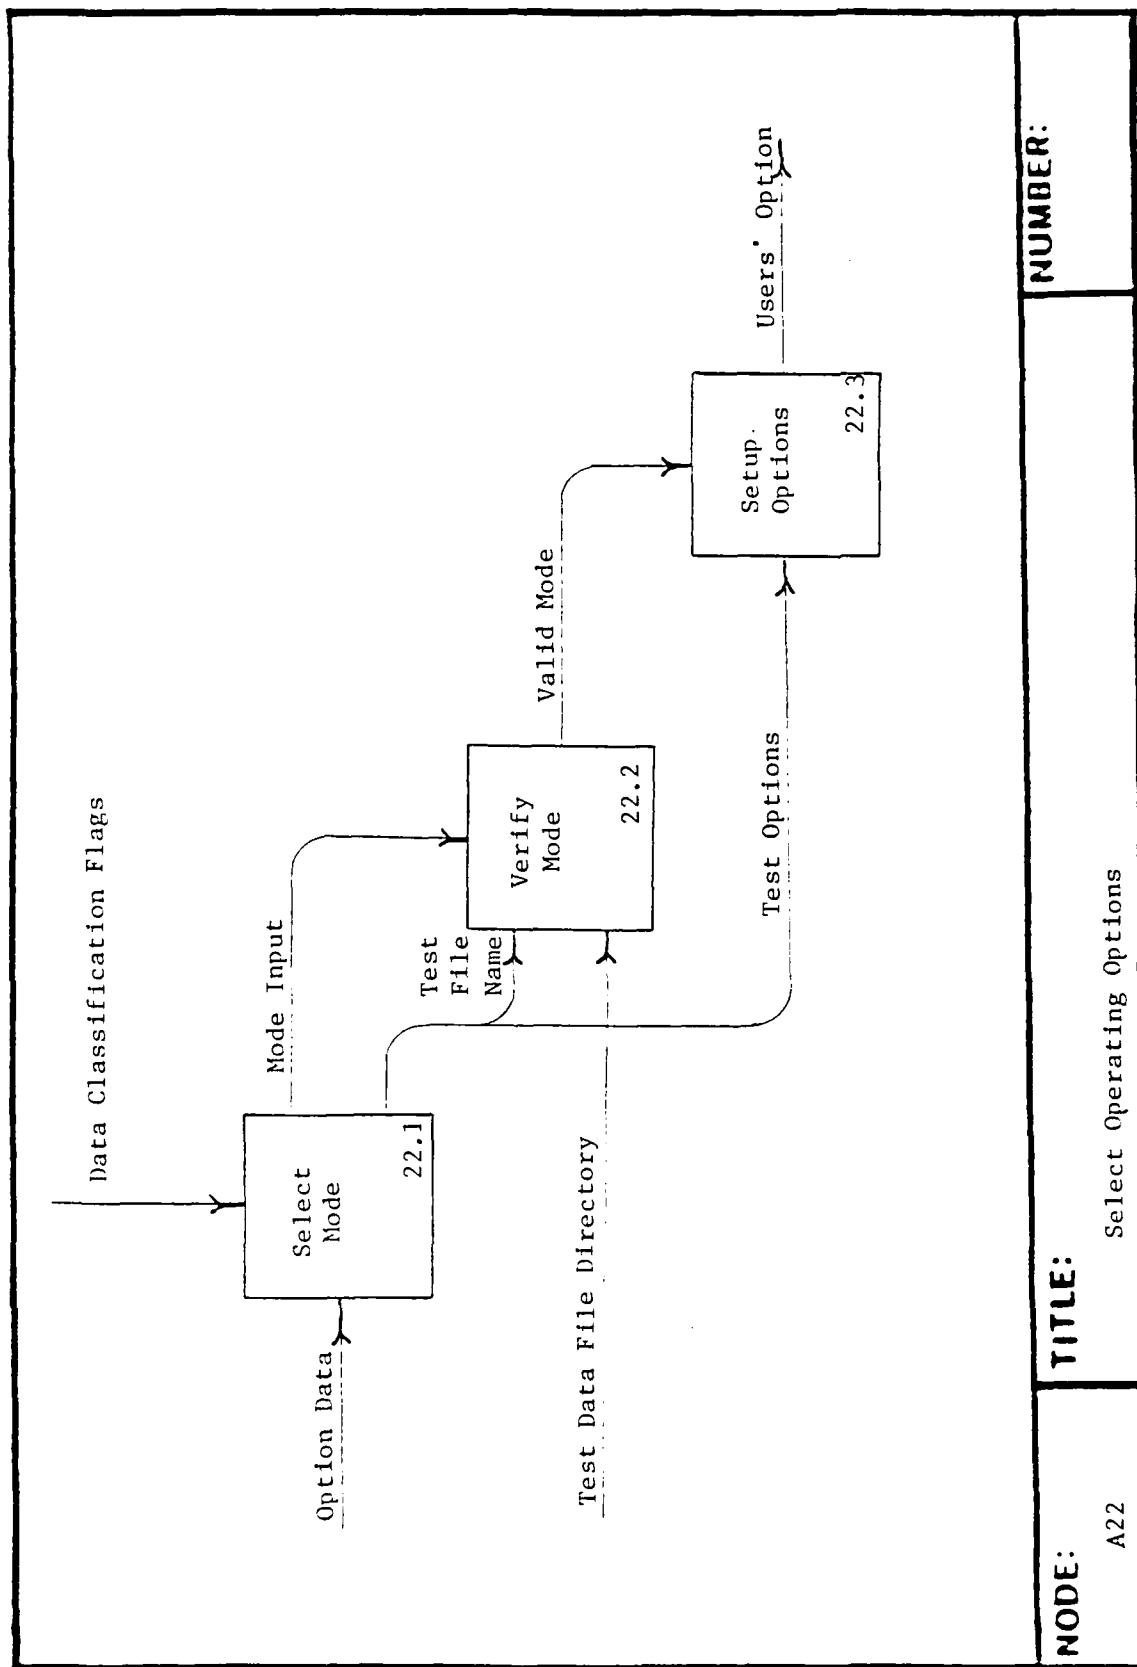 Data Classification Flags
Option Data
Select
Mode
22.1
Mode Input
Test
File
Name
Test Data File Directory
Verify
Mode
22.2
Valid Mode
Test Options
Setup
Options
22.3
Users' Option
NODE:
A22
TITLE:
Select Operating Options
NUMBER: